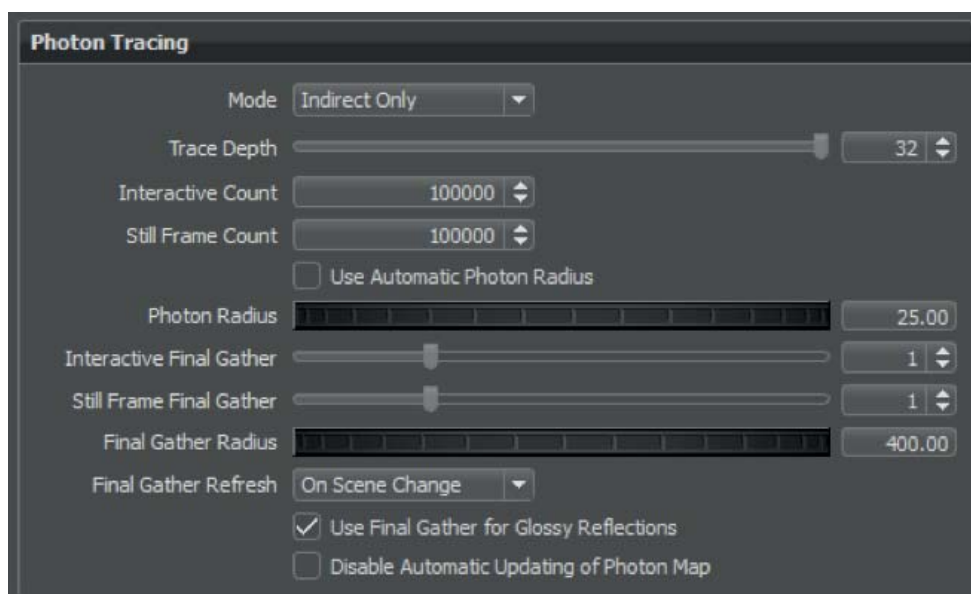 Photon Tracing
Mode Indirect Only
Trace Depth 32
Interactive Count 100000
Still Frame Count 100000
Use Automatic Photon Radius
Photon Radius 25.00
Interactive Final Gather 1
Still Frame Final Gather 1
Final Gather Radius 400.00
Final Gather Refresh On Scene Change
Use Final Gather for Glossy Reflections
Disable Automatic Updating of Photon Map